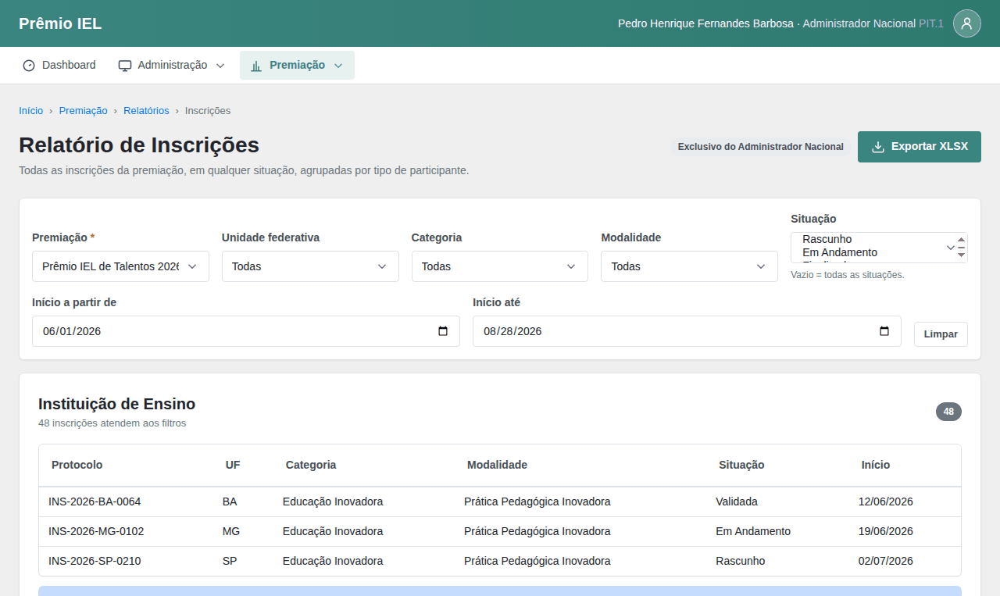 Prêmio IEL
Pedro Henrique Fernandes Barbosa · Administrador Nacional PIT.1
Dashboard
Administração
Premiação
Início › Premiação › Relatórios › Inscrições
Relatório de Inscrições
Exclusivo do Administrador Nacional
Exportar XLSX
Todas as inscrições da premiação, em qualquer situação, agrupadas por tipo de participante.
Premiação *
Unidade federativa
Categoria
Modalidade
Situação
Prêmio IEL de Talentos 2026
Todas
Todas
Todas
Rascunho
Em Andamento
Vazio = todas as situações.
Início a partir de
Início até
06/01/2026
08/28/2026
Limpar
Instituição de Ensino
48 inscrições atendem aos filtros
48
Protocolo UF Categoria Modalidade Situação Início
INS-2026-BA-0064 BA Educação Inovadora Prática Pedagógica Inovadora Validada 12/06/2026
INS-2026-MG-0102 MG Educação Inovadora Prática Pedagógica Inovadora Em Andamento 19/06/2026
INS-2026-SP-0210 SP Educação Inovadora Prática Pedagógica Inovadora Rascunho 02/07/2026